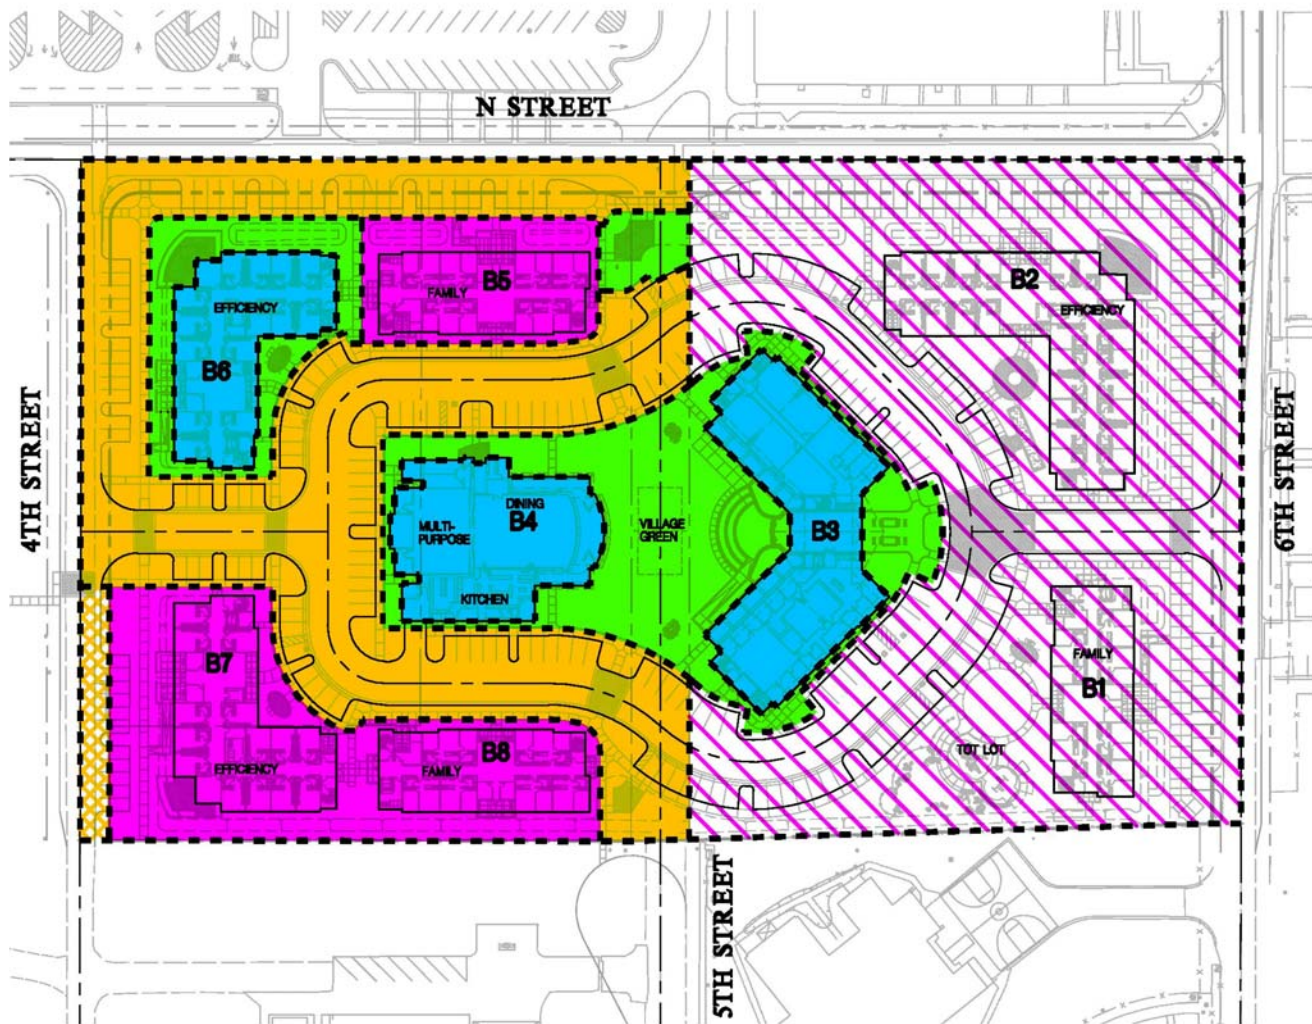 N STREET
B5
FAMILY
B2
EFFICIENCY
EFFICIENCY
B6
4TH STREET
6TH STREET
DINING
B4
MULTI-
PURPOSE
KITCHEN
VILLAGE
GREEN
B3
B7
EFFICIENCY
B8
FAMILY
FAMILY
B1
TOT LOT
5TH STREET